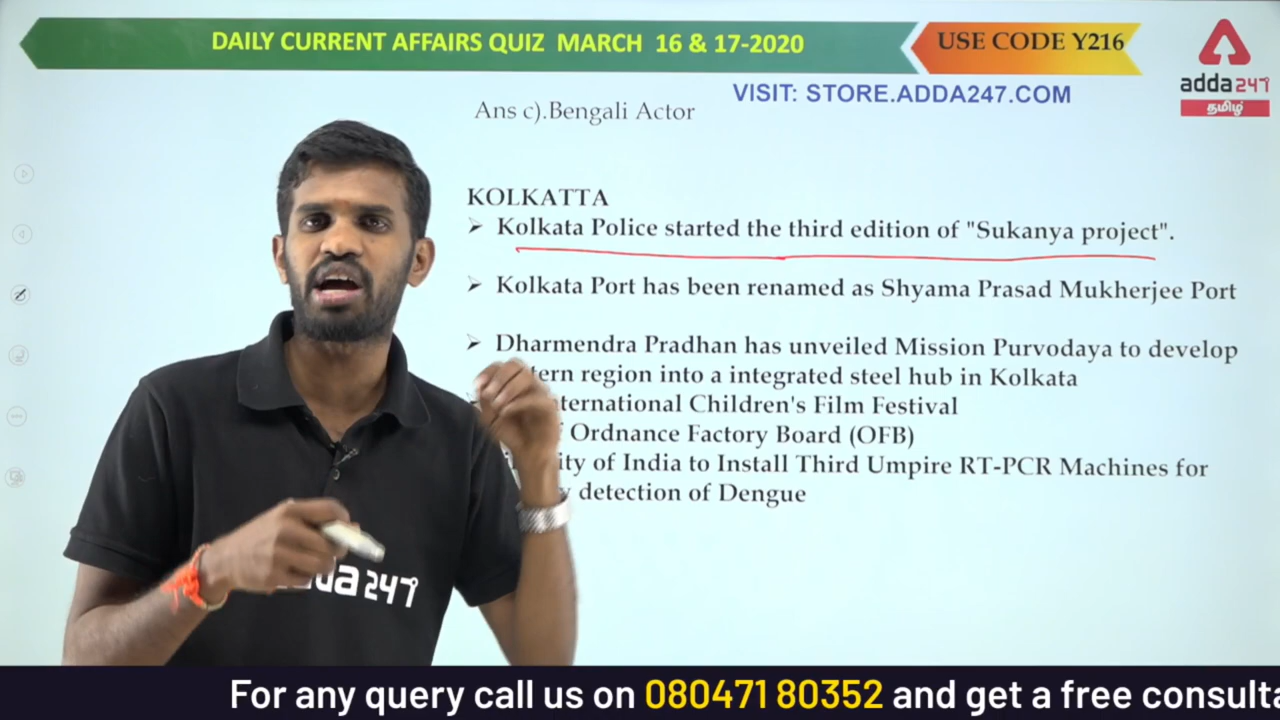 DAILY CURRENT AFFAIRS QUIZ MARCH 16 & 17-2020
USE CODE Y216
adda247
தமிழ்
VISIT: STORE.ADDA247.COM
Ans c).Bengali Actor
KOLKATTA
➢ Kolkata Police started the third edition of "Sukanya project".
➢ Kolkata Port has been renamed as Shyama Prasad Mukherjee Port
➢ Dharmendra Pradhan has unveiled Mission Purvodaya to develop
region into a integrated steel hub in Kolkata
Children's Film Festival
Ordnance Factory Board (OFB)
of India to Install Third Umpire RT-PCR Machines for
detection of Dengue
247
For any query call us on 080471 80352 and get a free